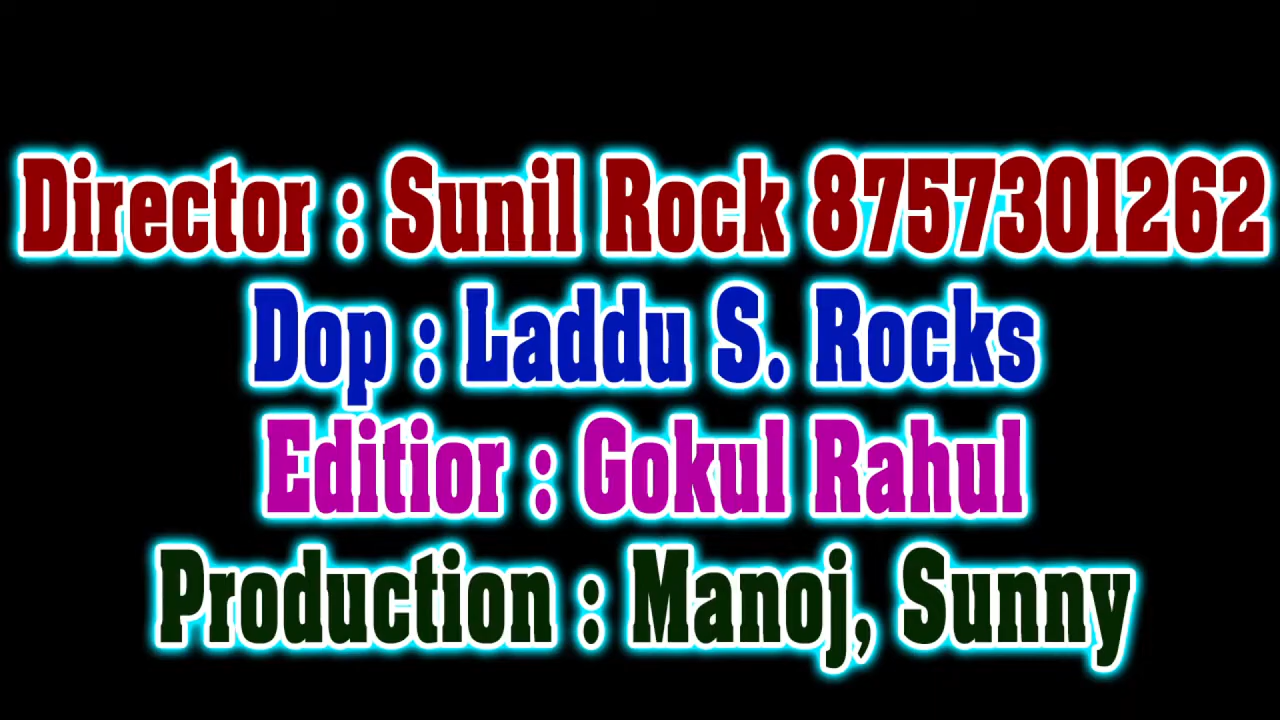 Director : Sunil Rock 8757301262
Dop : Laddu S. Rocks
Editior : Gokul Rahul
Production : Manoj, Sunny